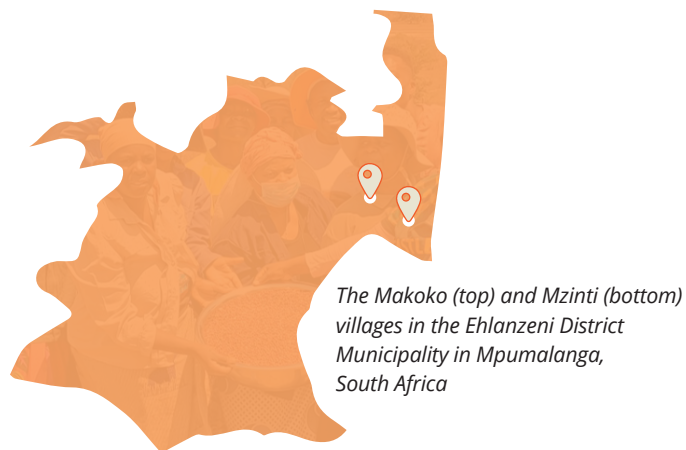 The Makoko (top) and Mzinti (bottom)
villages in the Ehlanzeni District
Municipality in Mpumalanga,
South Africa